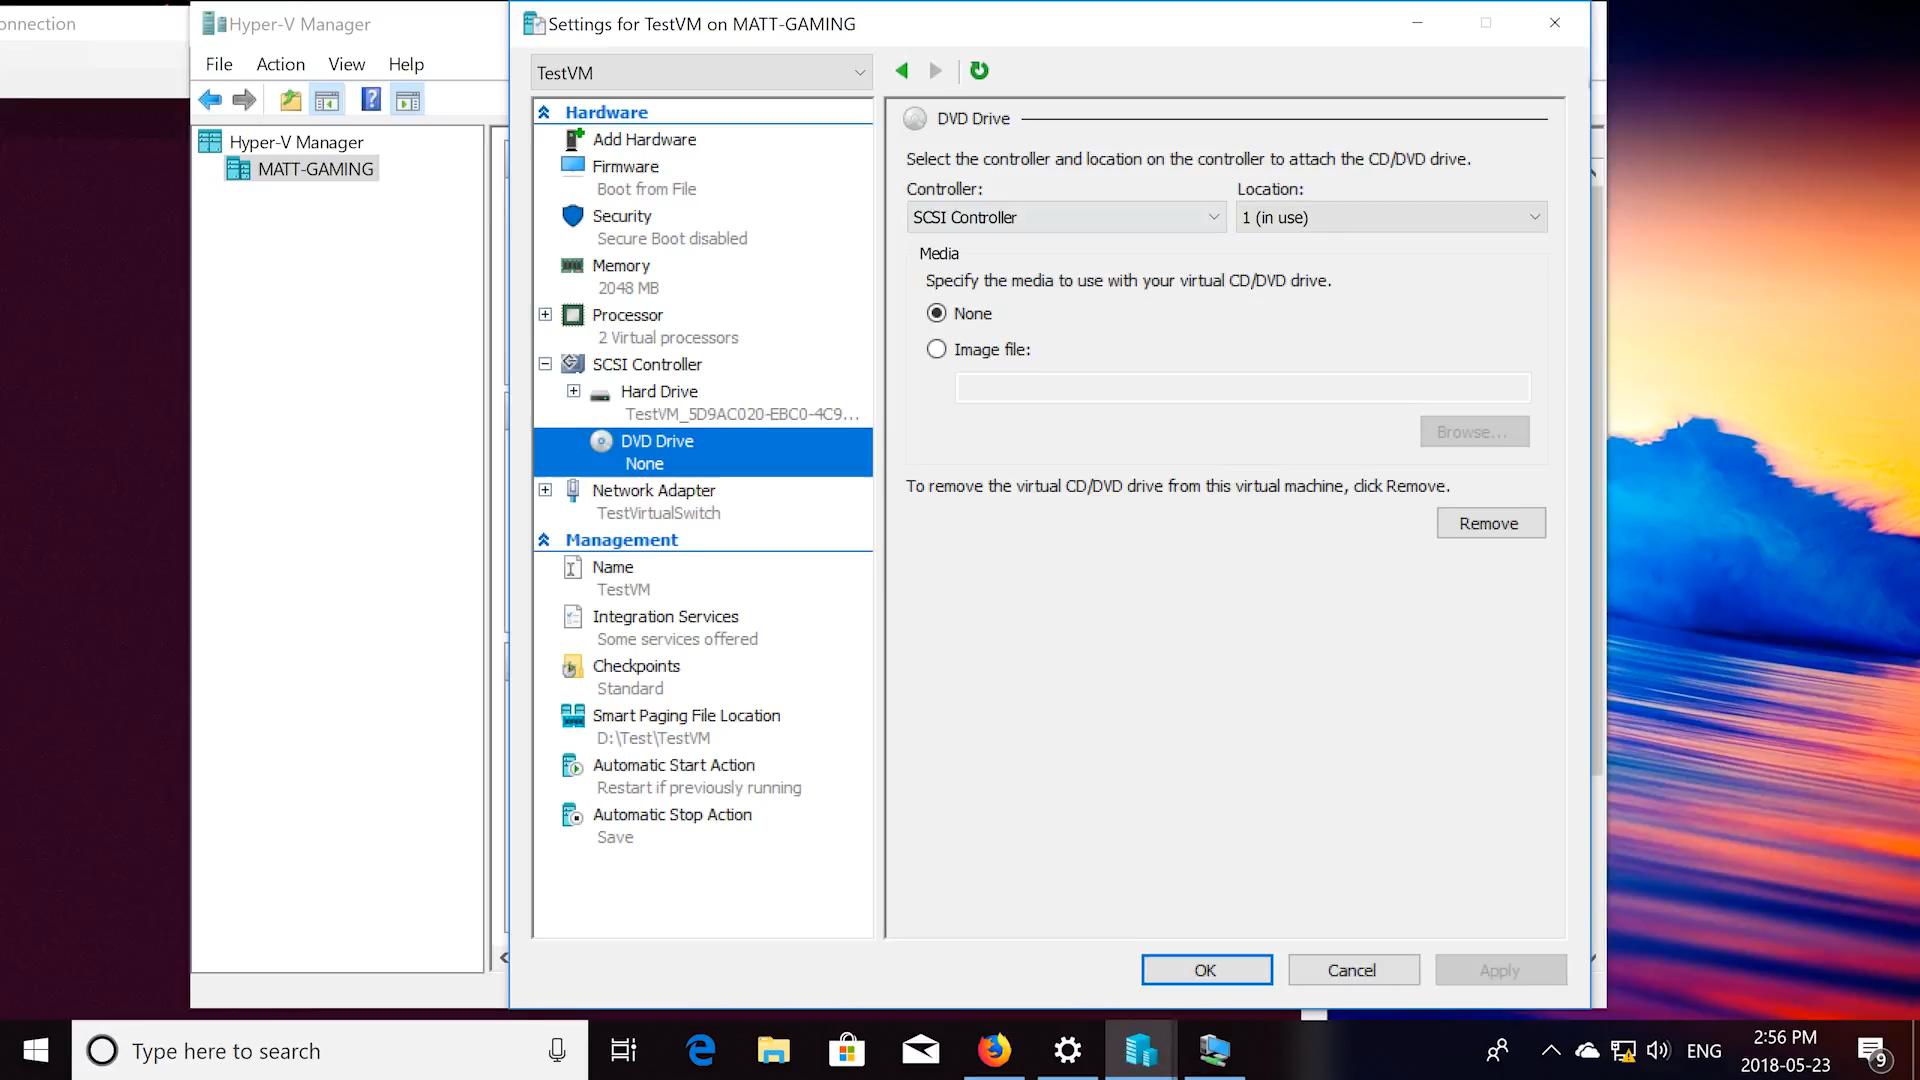 onnection
Hyper-V Manager
File Action View Help
Hyper-V Manager
MATT-GAMING
Settings for TestVM on MATT-GAMING
TestVM
Hardware
Add Hardware
Firmware
Boot from File
Security
Secure Boot disabled
Memory
2048 MB
Processor
2 Virtual processors
SCSI Controller
Hard Drive
TestVM_5D9AC020-EBC0-4C9...
DVD Drive
None
Network Adapter
TestVirtualSwitch
Management
Name
TestVM
Integration Services
Some services offered
Checkpoints
Standard
Smart Paging File Location
D:\Test\TestVM
Automatic Start Action
Restart if previously running
Automatic Stop Action
Save
DVD Drive
Select the controller and location on the controller to attach the CD/DVD drive.
Controller: Location:
SCSI Controller 1 (in use)
Media
Specify the media to use with your virtual CD/DVD drive.
None
Image file:
Browse...
To remove the virtual CD/DVD drive from this virtual machine, click Remove.
Remove
OK Cancel Apply
Type here to search
ENG
2:56 PM
2018-05-23
9